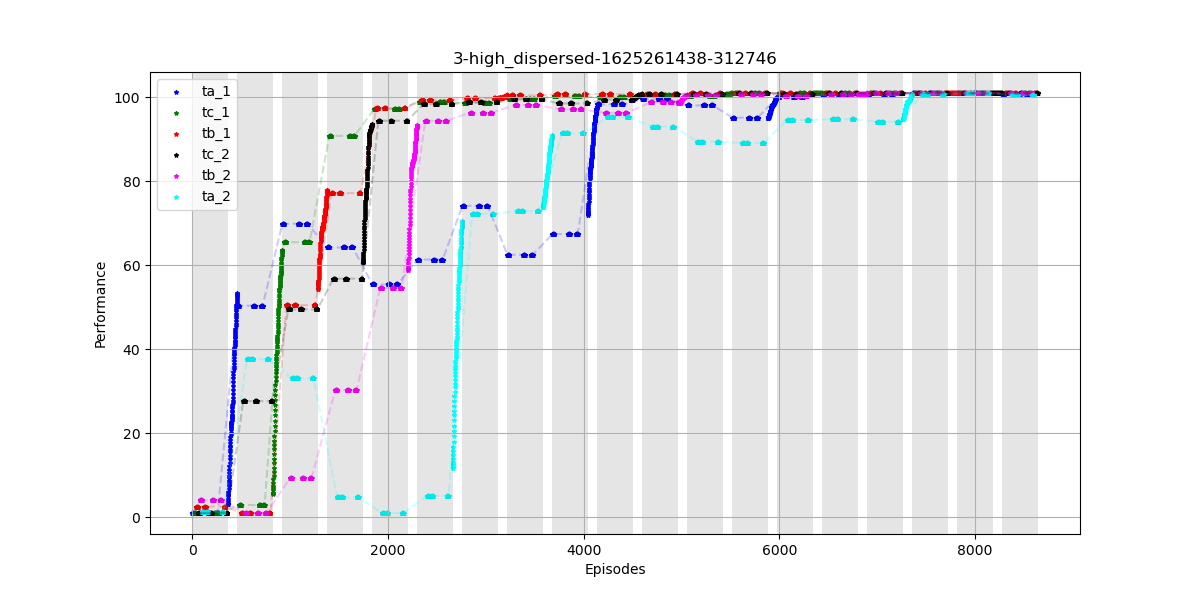 3-high_dispersed-1625261438-312746
100
80
60
40
20
0
Performance
ta_1
tc_1
tb_1
tc_2
tb_2
ta_2
0 2000 4000 6000 8000
Episodes